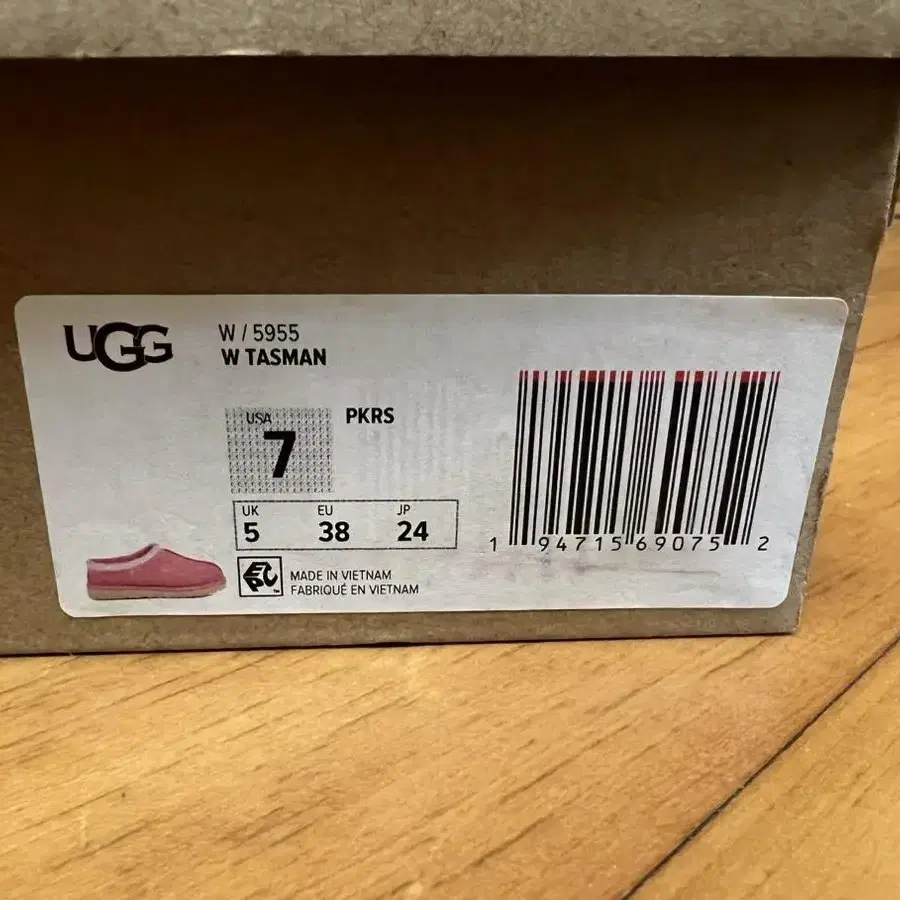 UGG
W / 5955
W TASMAN
USA
7
PKRS
UK EU JP
5 38 24
EPC
MADE IN VIETNAM
FABRIQUÉ EN VIETNAM
1 94715 69075 2